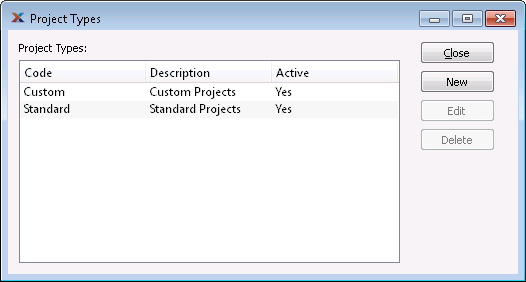 Project Types
Project Types:
Code Description Active
Custom Custom Projects Yes
Standard Standard Projects Yes
Close
New
Edit
Delete